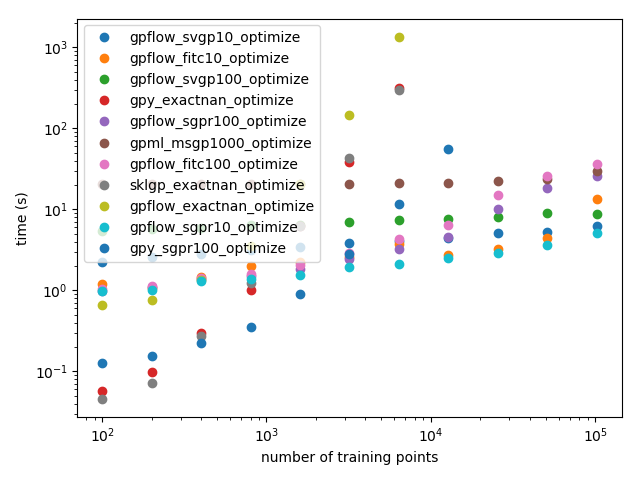 gpflow_svgp10_optimize
gpflow_fitc10_optimize
gpflow_svgp100_optimize
gpy_exactnan_optimize
gpflow_sgpr100_optimize
gpml_msgp1000_optimize
gpflow_fitc100_optimize
sklgp_exactnan_optimize
gpflow_exactnan_optimize
gpflow_sgpr10_optimize
gpy_sgpr100_optimize
time (s)
10³
10²
10¹
10⁰
10⁻¹
10² 10³ 10⁴ 10⁵
number of training points